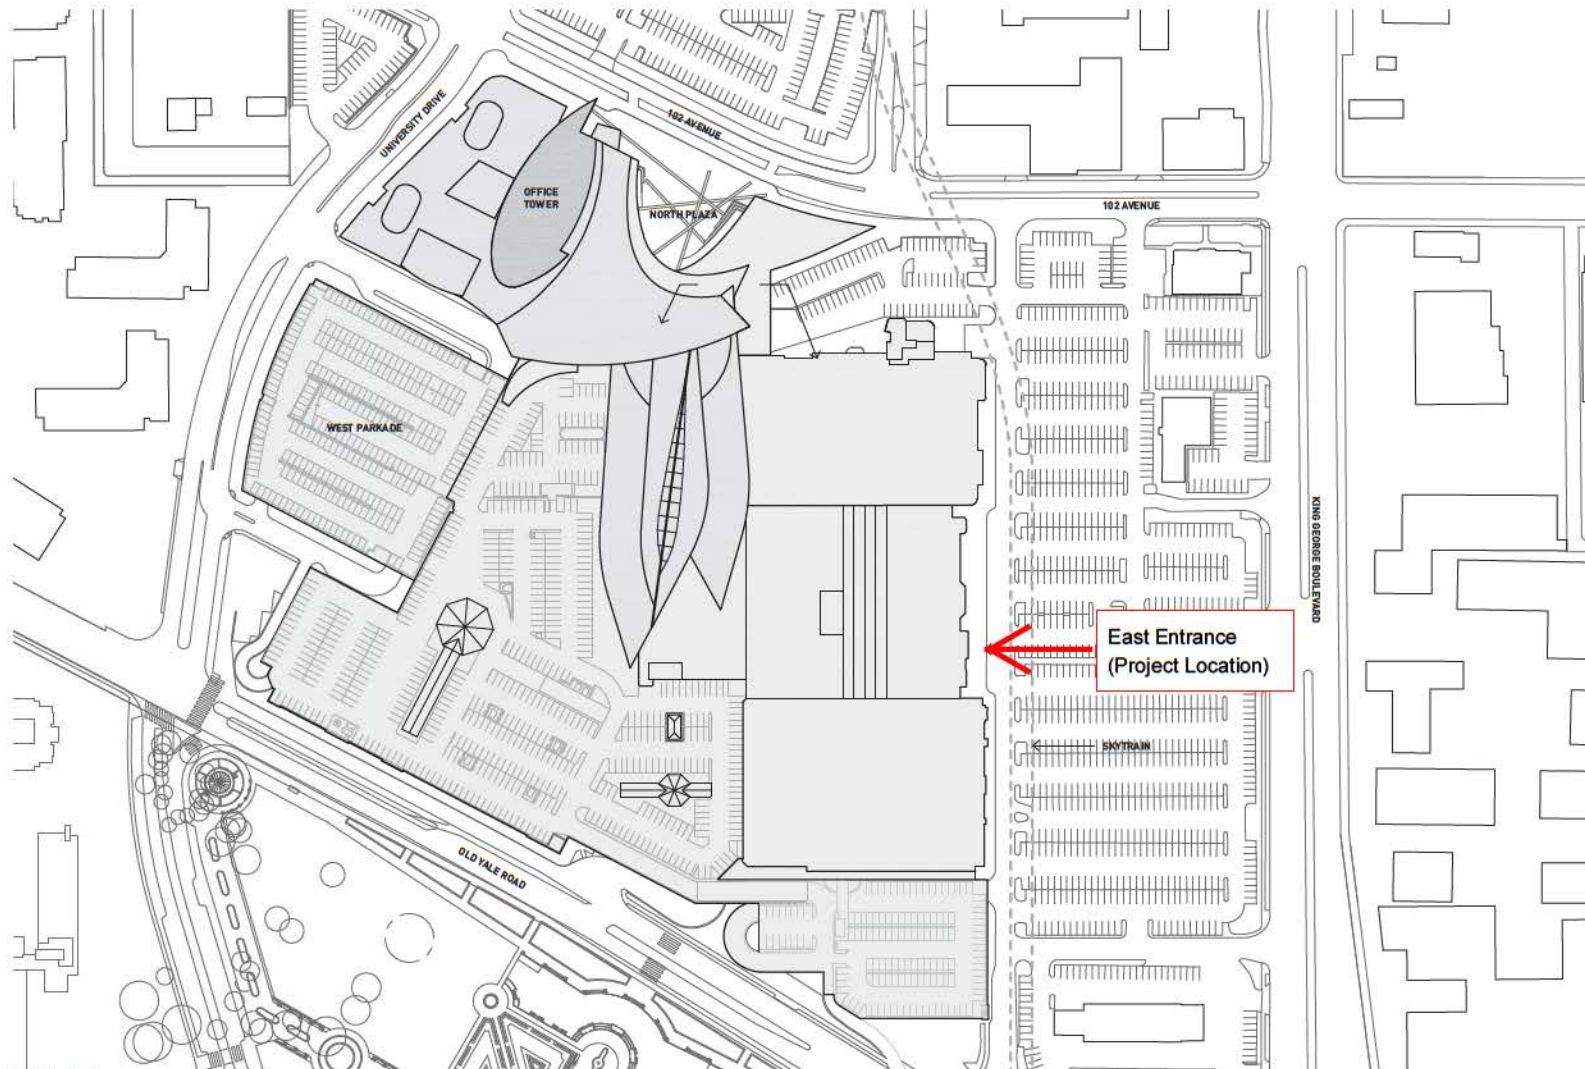 UNIVERSITY DRIVE
102 AVENUE
OFFICE
TOWER
NORTH PLAZA
102 AVENUE
WEST PARKADE
KING GEORGE BOULEVARD
East Entrance
(Project Location)
SKYTRAIN
OLD YALE ROAD